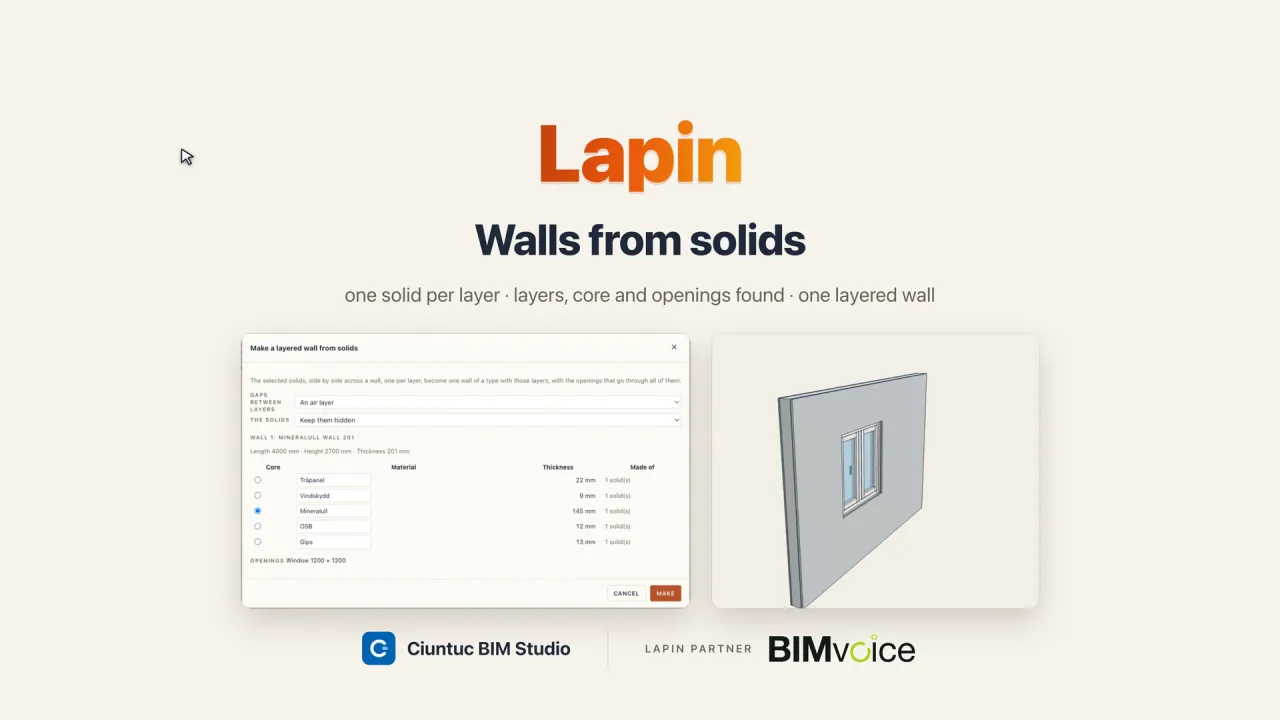 Lapin
Walls from solids
one solid per layer · layers, core and openings found · one layered wall
Make a layered wall from solids
×
The selected solids, side by side across a wall, one per layer, become one wall of a type with those layers, with the openings that go through all of them.
GAPS
BETWEEN
LAYERS
An air layer
THE SOLIDS
Keep them hidden
WALL 1: MINERALULL WALL 201
Length 4000 mm · Height 2700 mm · Thickness 201 mm
Core Material Thickness Made of
Träpanel 22 mm 1 solid(s)
Vindskydd 9 mm 1 solid(s)
Mineralull 145 mm 1 solid(s)
OSB 12 mm 1 solid(s)
Gips 13 mm 1 solid(s)
OPENINGS Window 1200 × 1200
CANCEL MAKE
Ciuntuc BIM Studio
LAPIN PARTNER
BIMvoice